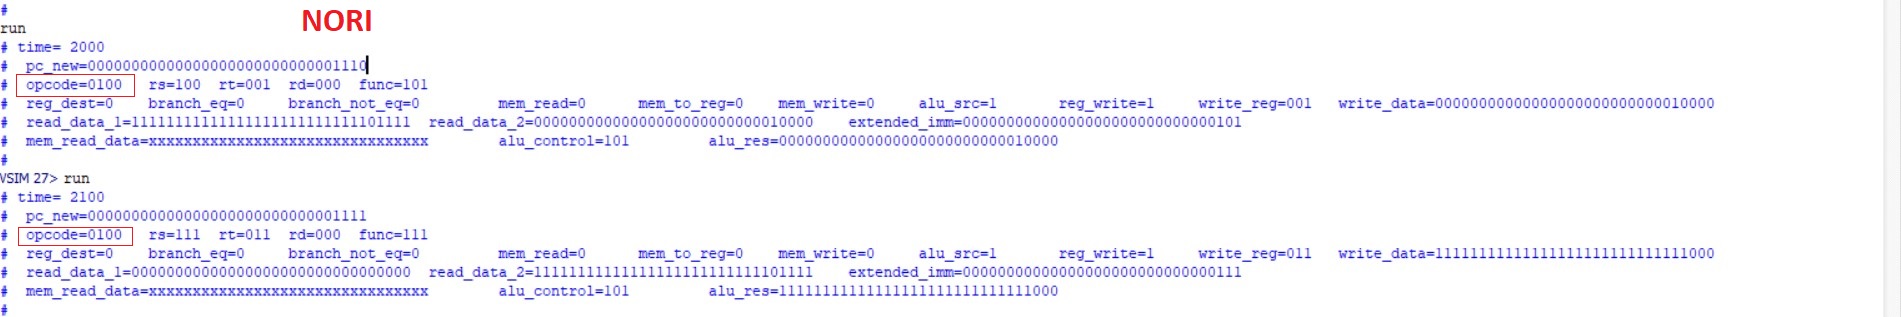 #
NORI
run
# time= 2000
# pc_new=00000000000000000000000000001110
# opcode=0100 rs=100 rt=001 rd=000 func=101
# reg_dest=0 branch_eq=0 branch_not_eq=0 mem_read=0 mem_to_reg=0 mem_write=0 alu_src=1 reg_write=1 write_reg=001 write_data=00000000000000000000000000010000
# read_data_1=11111111111111111111111111101111 read_data_2=00000000000000000000000000010000 extended_imm=00000000000000000000000000000101
# mem_read_data=xxxxxxxxxxxxxxxxxxxxxxxxxxxxxxxx alu_control=101 alu_res=00000000000000000000000000010000
#
VSIM 27> run
# time= 2100
# pc_new=00000000000000000000000000001111
# opcode=0100 rs=111 rt=011 rd=000 func=111
# reg_dest=0 branch_eq=0 branch_not_eq=0 mem_read=0 mem_to_reg=0 mem_write=0 alu_src=1 reg_write=1 write_reg=011 write_data=11111111111111111111111111111000
# read_data_1=00000000000000000000000000000000 read_data_2=11111111111111111111111111101111 extended_imm=00000000000000000000000000000111
# mem_read_data=xxxxxxxxxxxxxxxxxxxxxxxxxxxxxxxx alu_control=101 alu_res=11111111111111111111111111111000
#